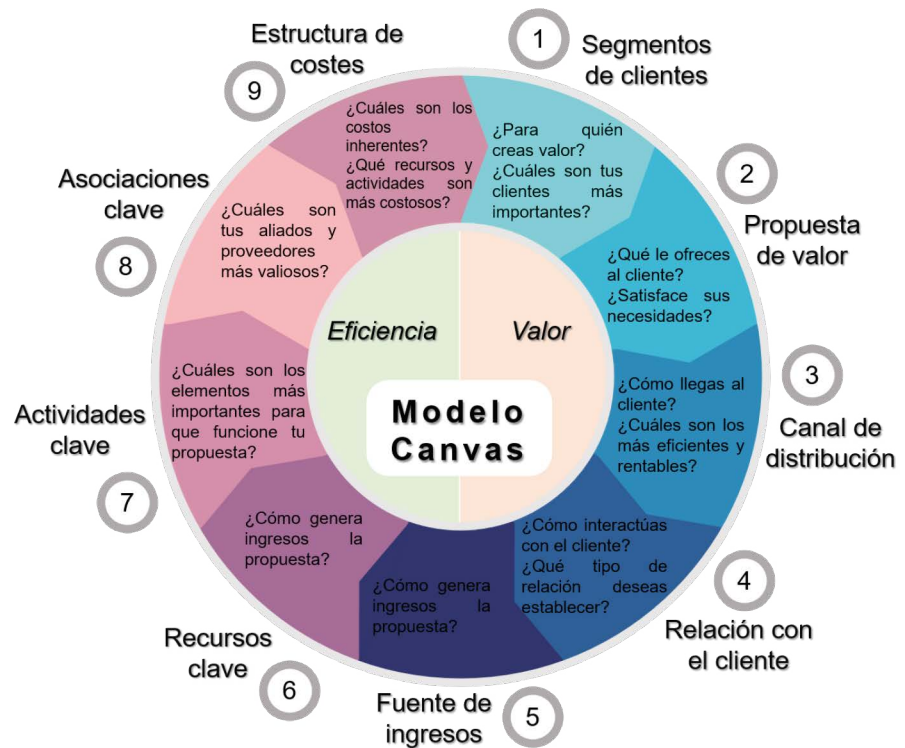 1
Segmentos
de clientes
¿Para quién
creas valor?
¿Cuáles son tus
clientes más
importantes?
2
Propuesta
de valor
¿Qué le ofreces
al cliente?
¿Satisface sus
necesidades?
3
Canal de
distribución
¿Cómo llegas al
cliente?
¿Cuáles son los
más eficientes y
rentables?
4
Relación con
el cliente
¿Cómo interactúas
con el cliente?
¿Qué tipo de
relación deseas
establecer?
5
Fuente de
ingresos
¿Cómo genera
ingresos la
propuesta?
6
Recursos
clave
¿Cómo genera
ingresos la
propuesta?
7
Actividades
clave
¿Cuáles son los
elementos más
importantes para
que funcione tu
propuesta?
8
Asociaciones
clave
¿Cuáles son
tus aliados y
proveedores
más valiosos?
9
Estructura de
costes
¿Cuáles son los
costos
inherentes?
¿Qué recursos y
actividades son
más costosos?
Eficiencia
Valor
Modelo
Canvas